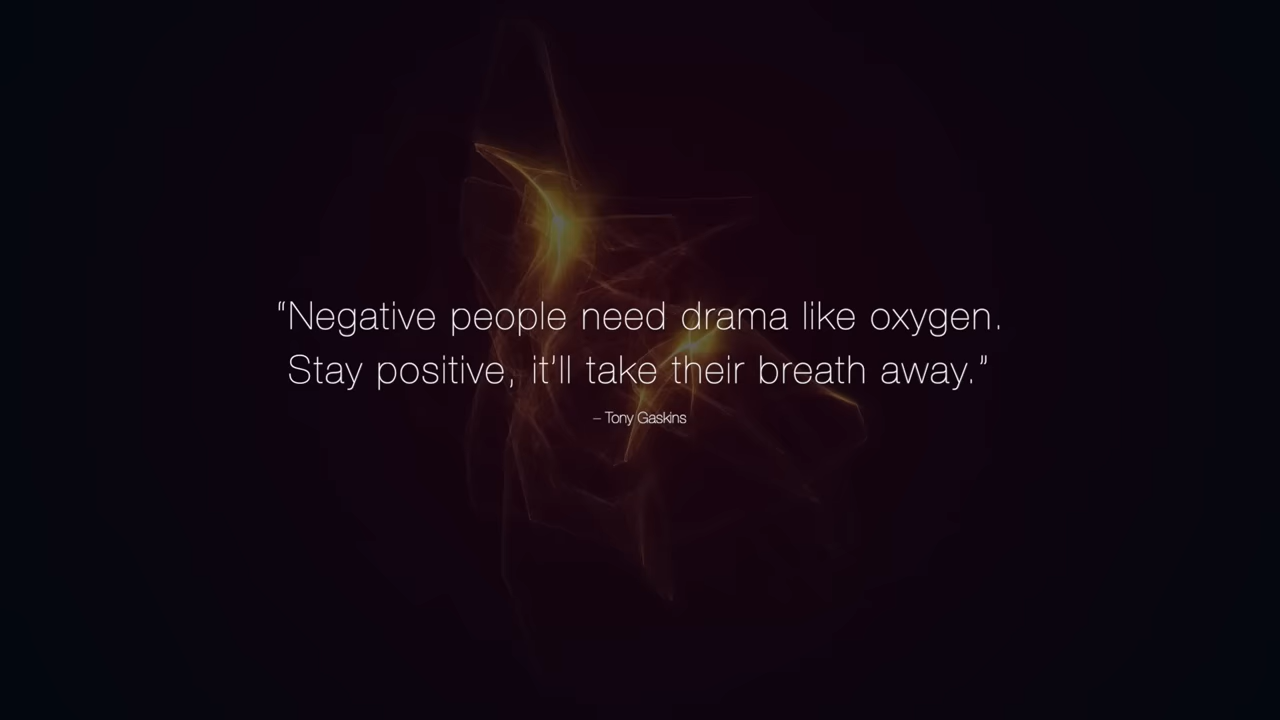 "Negative people need drama like oxygen.
Stay positive, it'll take their breath away."
– Tony Gaskins